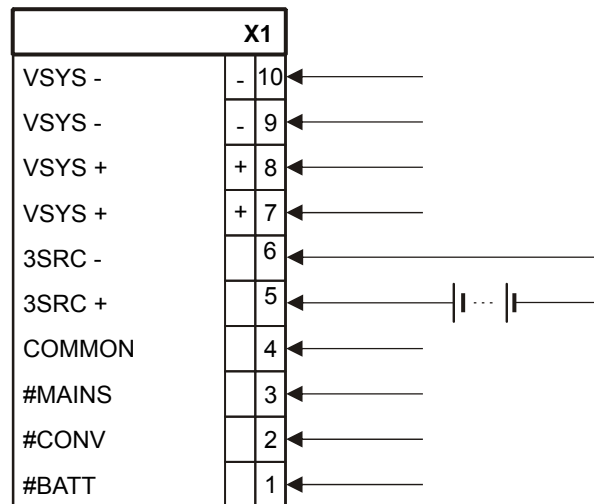 X1
VSYS - - 10
VSYS - - 9
VSYS + + 8
VSYS + + 7
3SRC - 6
3SRC + 5
COMMON 4
#MAINS 3
#CONV 2
#BATT 1